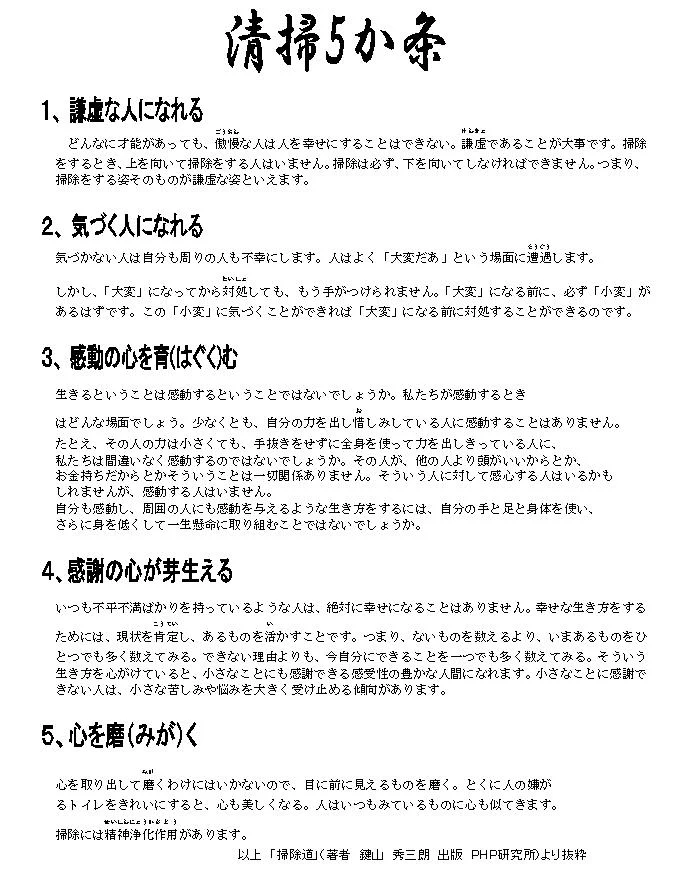 清掃5か条
1、謙虚な人になれる
ごうまん けんきょ
どんなに才能があっても、傲慢な人は人を幸せにすることはできない。謙虚であることが大事です。掃除
をするとき、上を向いて掃除をする人はいません。掃除は必ず、下を向いてしなければできません。つまり、
掃除をする姿そのものが謙虚な姿といえます。
2、気づく人になれる
そうぐう
気づかない人は自分も周りの人も不幸にします。人はよく「大変だあ」という場面に遭遇します。
たいしょ
しかし、「大変」になってから対処しても、もう手がつけられません。「大変」になる前に、必ず「小変」が
あるはずです。この「小変」に気づくことができれば「大変」になる前に対処することができるのです。
3、感動の心を育(はぐく)む
生きるということは感動するということではないでしょうか。私たちが感動するとき
お
はどんな場面でしょう。少なくとも、自分の力を出し惜しみしている人に感動することはありません。
たとえ、その人の力は小さくても、手抜きをせずに全身を使って力を出しきっている人に、
私たちは間違いなく感動するのではないでしょうか。その人が、他の人より頭がいいからとか、
お金持ちだからとかそういうことは一切関係ありません。そういう人に対して感心する人はいるかも
しれませんが、感動する人はいません。
自分も感動し、周囲の人にも感動を与えるような生き方をするには、自分の手と足と身体を使い、
さらに身を低くして一生懸命に取り組むことではないでしょうか。
4、感謝の心が芽生える
いつも不平不満ばかりを持っているような人は、絶対に幸せになることはありません。幸せな生き方をする
こうてい い
ためには、現状を肯定し、あるものを活かすことです。つまり、ないものを数えるより、いまあるものをひ
とつでも多く数えてみる。できない理由よりも、今自分にできることを一つでも多く数えてみる。そういう
生き方を心がけていると、小さなことにも感謝できる感受性の豊かな人間になれます。小さなことに感謝で
きない人は、小さな苦しみや悩みを大きく受け止める傾向があります。
5、心を磨(みが)く
みが
心を取り出して磨くわけにはいかないので、目に前に見えるものを磨く。とくに人の嫌が
るトイレをきれいにすると、心も美しくなる。人はいつもみているものに心も似てきます。
せいしんじょうかさよう
掃除には精神浄化作用があります。
以上 「掃除道」(著者 鍵山 秀三朗 出版 PHP研究所)より抜粋